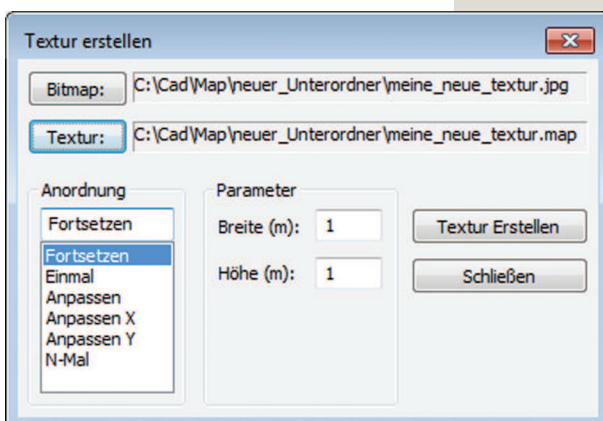 Textur erstellen
Bitmap: C:\Cad\Map\neuer_Unterordner\meine_neue_textur.jpg
Textur: C:\Cad\Map\neuer_Unterordner\meine_neue_textur.map
Anordnung
Fortsetzen
Fortsetzen
Einmal
Anpassen
Anpassen X
Anpassen Y
N-Mal
Parameter
Breite (m): 1
Höhe (m): 1
Textur Erstellen
Schließen